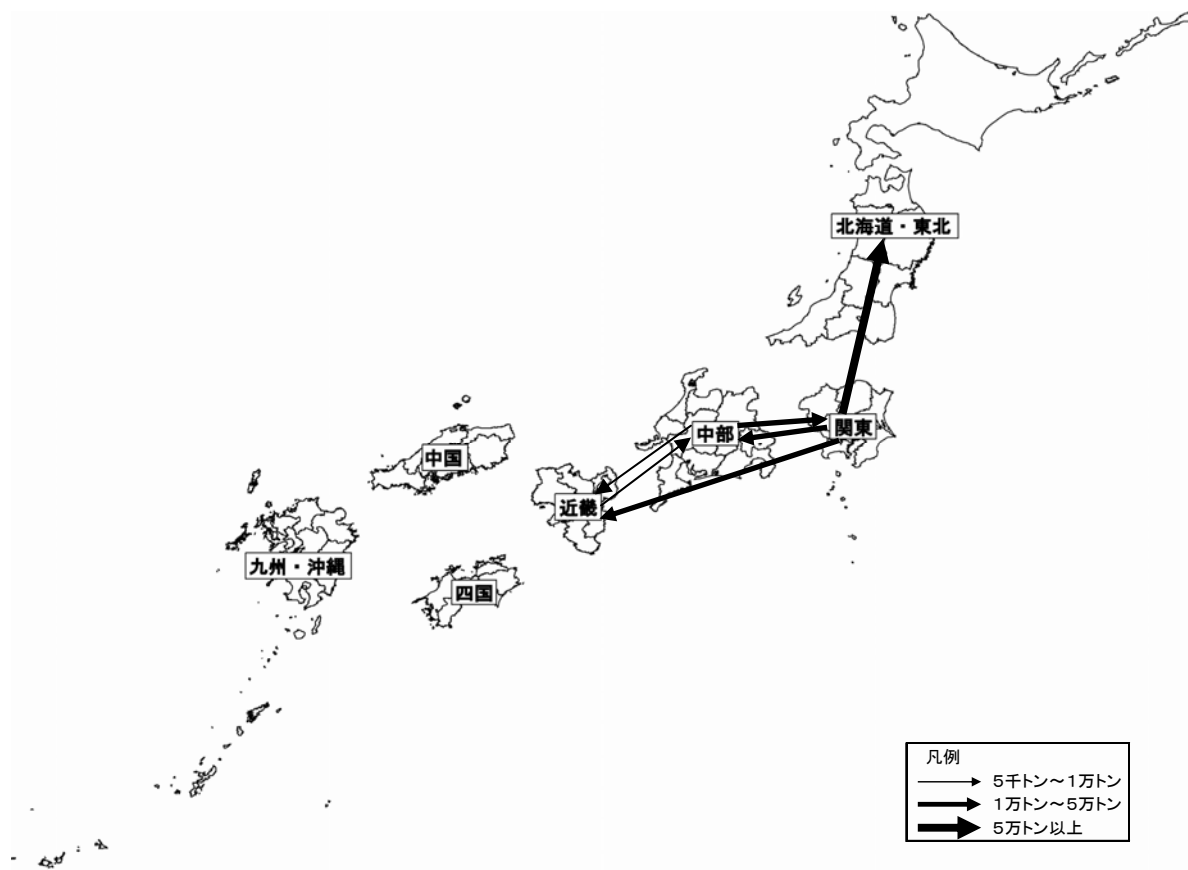 北海道・東北
関東
中部
中国
近畿
九州・沖縄
四国
凡例
5千トン～1万トン
1万トン～5万トン
5万トン以上